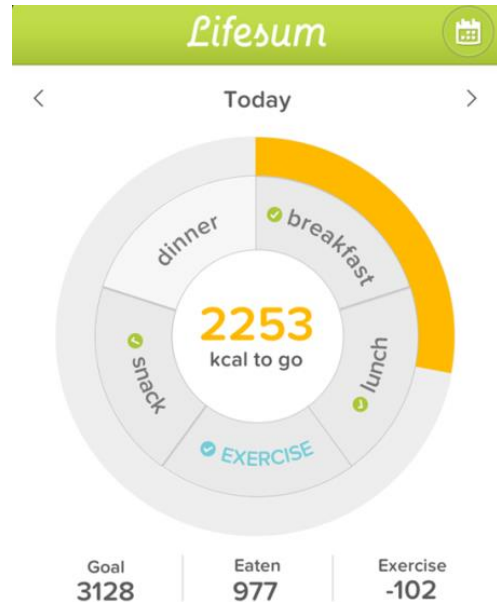 Lifesum
Today
dinner
breakfast
snack
lunch
EXERCISE
2253
kcal to go
Goal
3128
Eaten
977
Exercise
-102